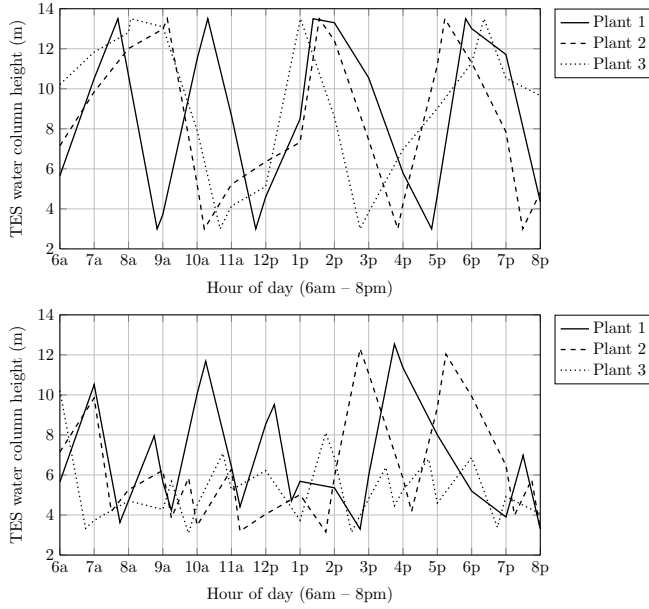 14
12
10
8
6
4
2
TES water column height (m)
6a 7a 8a 9a 10a 11a 12p 1p 2p 3p 4p 5p 6p 7p 8p
Hour of day (6am – 8pm)
Plant 1
Plant 2
Plant 3
14
12
10
8
6
4
2
TES water column height (m)
6a 7a 8a 9a 10a 11a 12p 1p 2p 3p 4p 5p 6p 7p 8p
Hour of day (6am – 8pm)
Plant 1
Plant 2
Plant 3